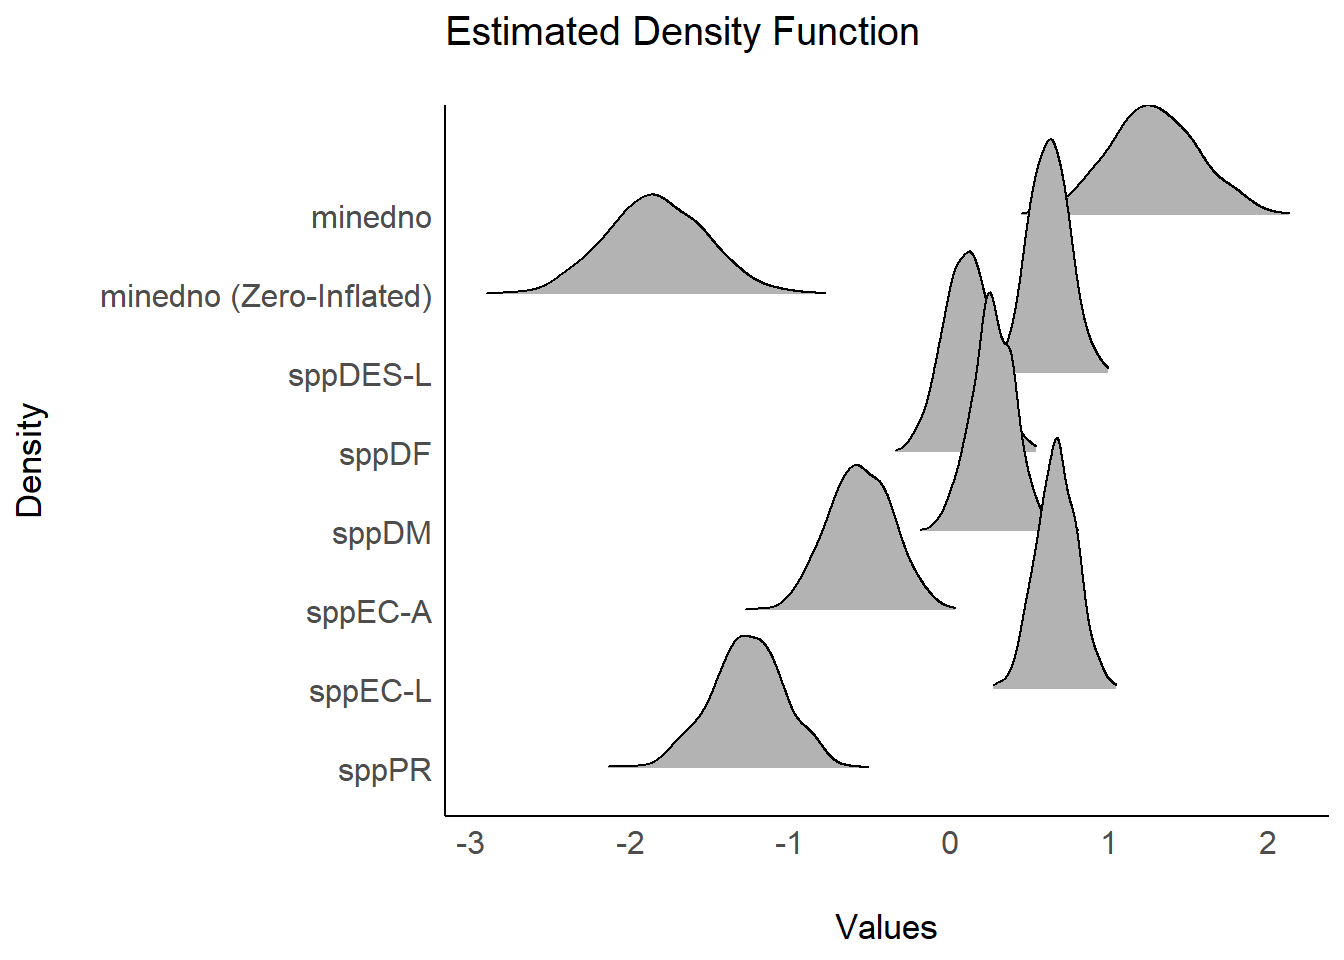 Estimated Density Function
minedno
minedno (Zero-Inflated)
sppDES-L
sppDF
sppDM
sppEC-A
sppEC-L
sppPR
Density
-3 -2 -1 0 1 2
Values